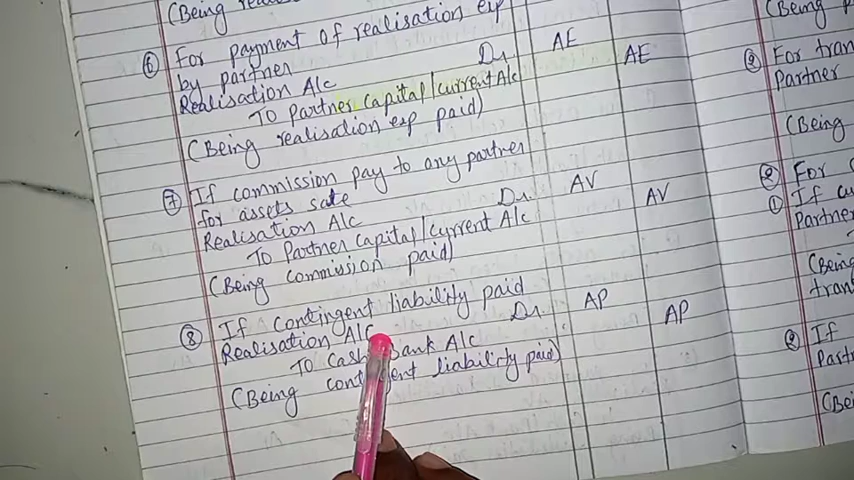 (Being
6 For payment of realisation exp
by partner
Realisation A/c Dr AE
To Partner capital/current A/c AE
(Being realisation exp paid)
7 If commission pay to any partner
for assets sale
Realisation A/c Dr AV
To Partner Capital/Current A/c AV
(Being commission paid)
8 If Contingent liability paid
Realisation A/c Dr AP
To Cash Bank A/c AP
(Being liability paid)
(Being
9 For tran
Partner
(Being
For
1 If cu
Partner
(Being
tran
2 If
Partn
(Bei